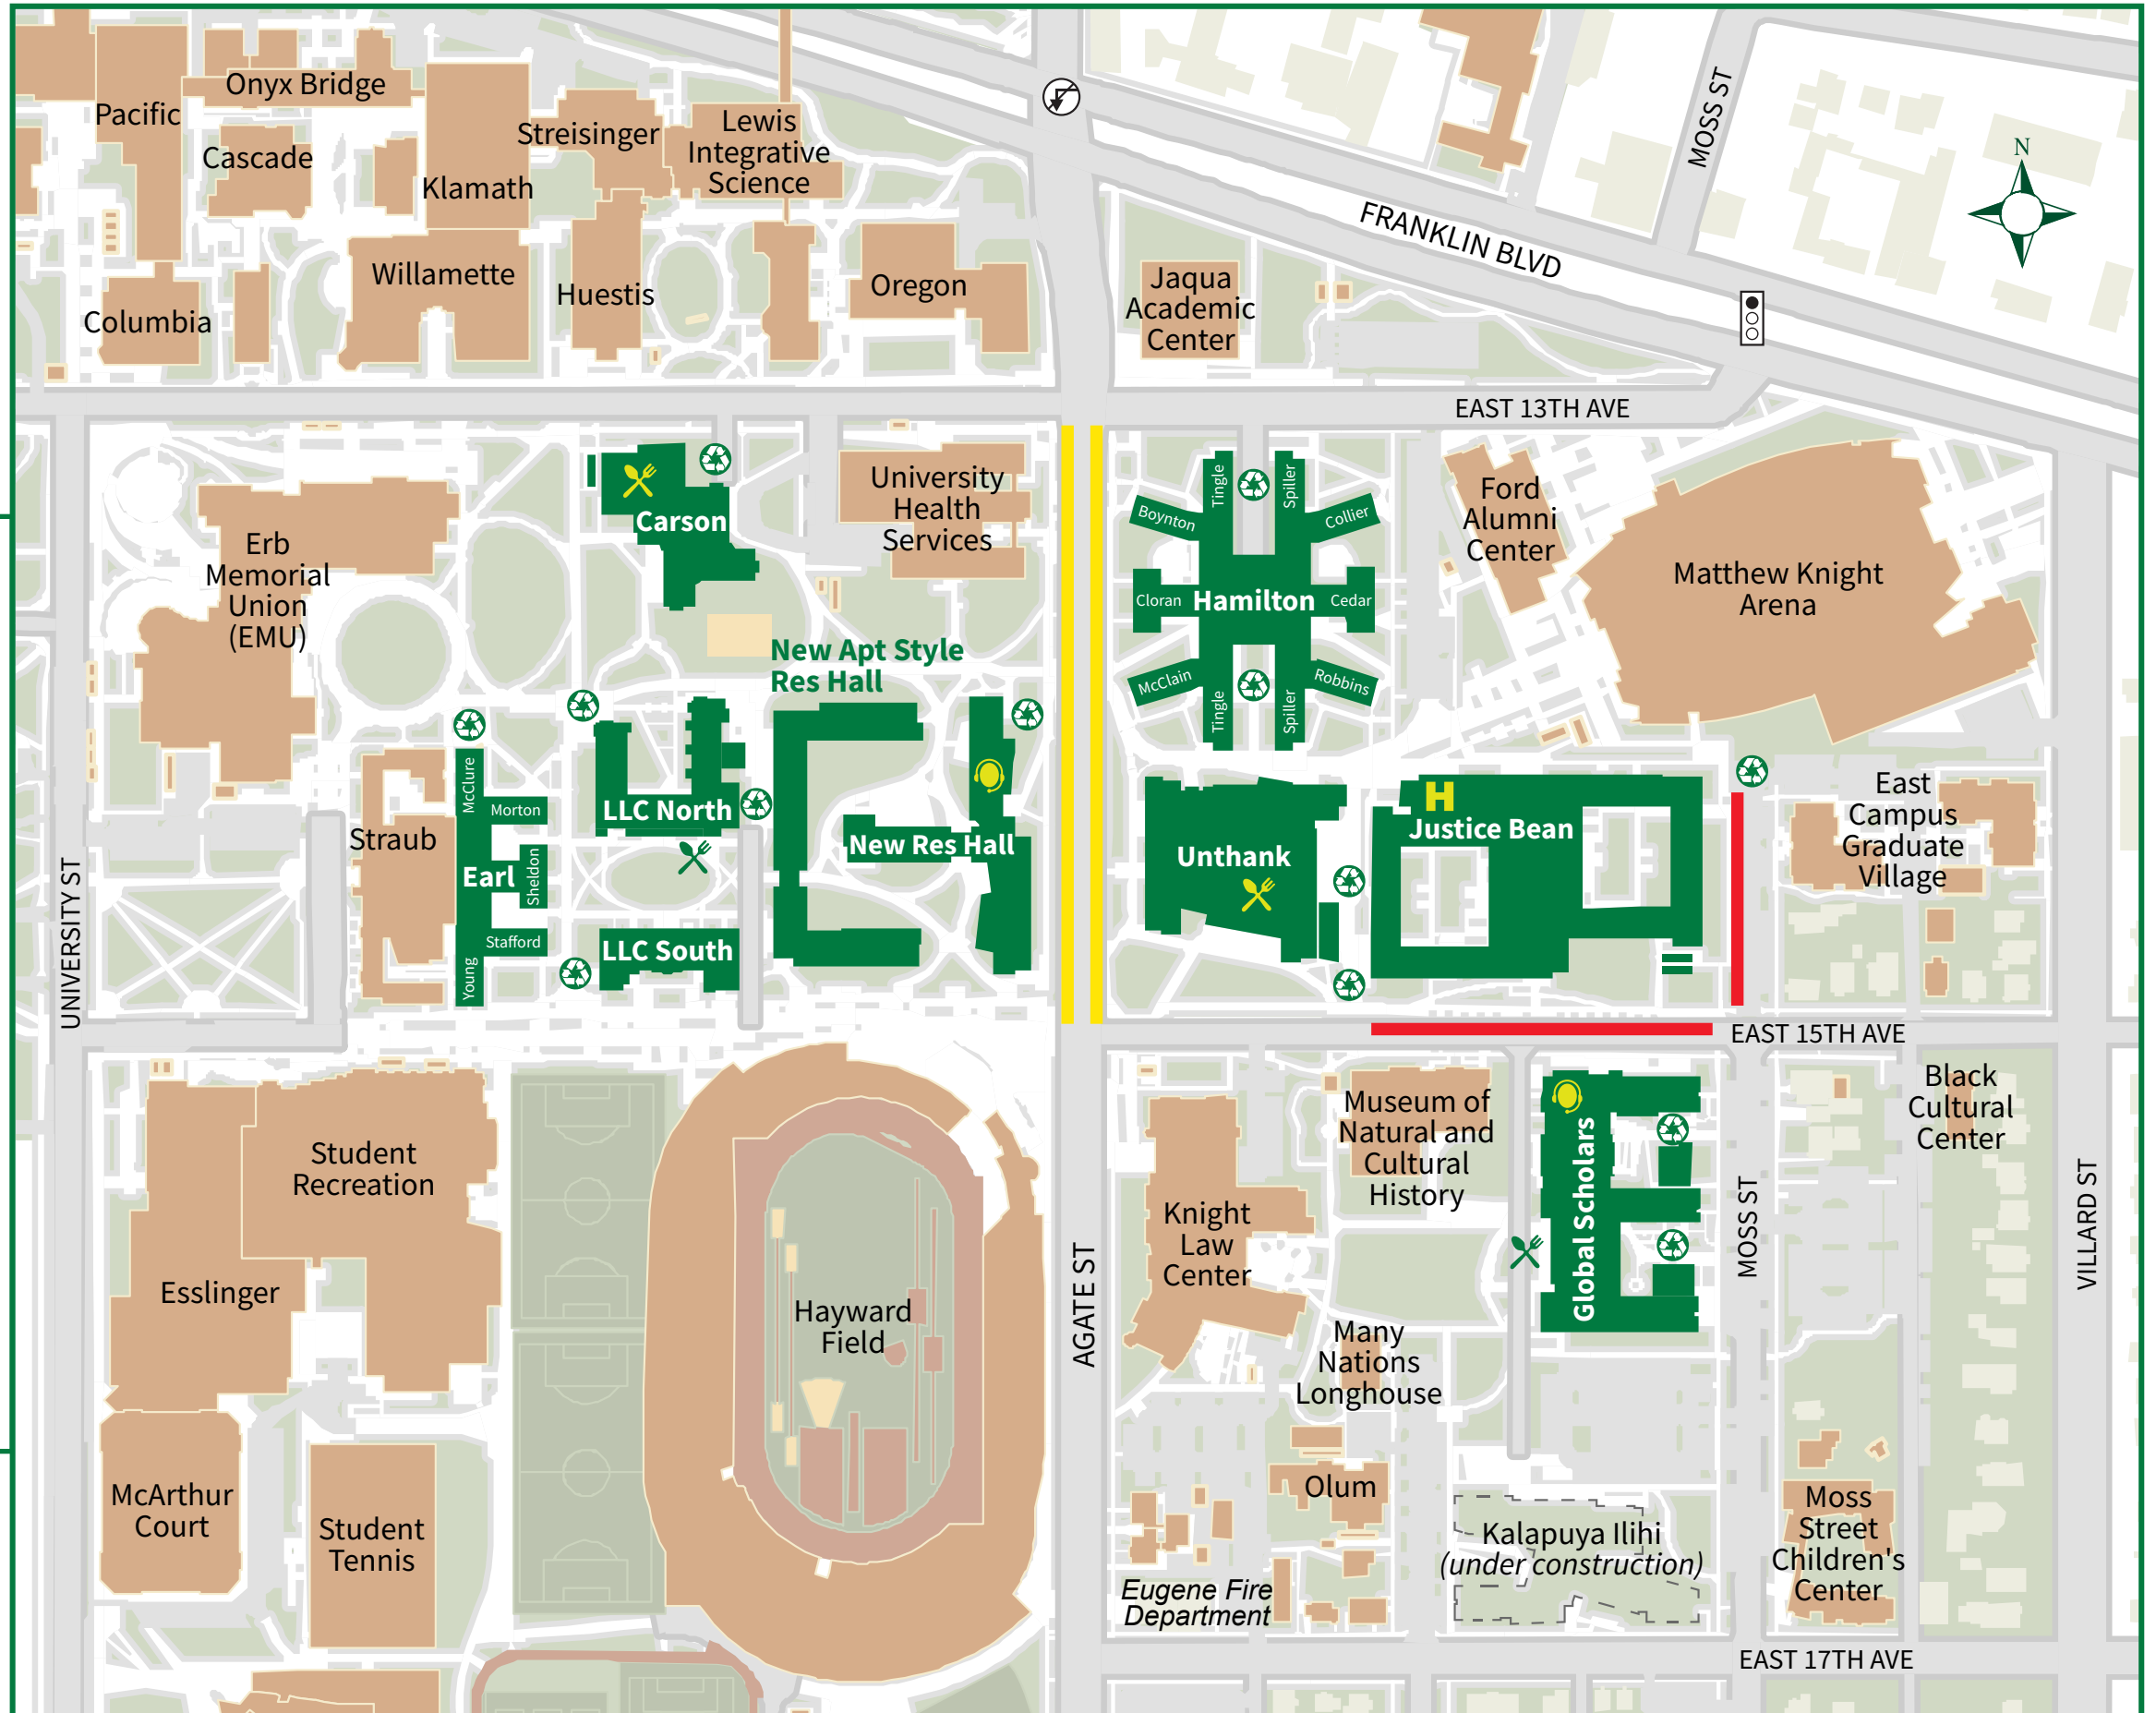 Onyx Bridge
Pacific
Cascade
Klamath
Streisinger
Lewis
Integrative
Science
MOSS ST
N
FRANKLIN BLVD
Willamette
Huestis
Oregon
Columbia
Jaqua
Academic
Center
EAST 13TH AVE
Carson
University
Health
Services
Tingle
Spiller
Boynton
Collier
Cloran
Hamilton
Cedar
McClain
Robbins
Tingle
Spiller
Ford
Alumni
Center
Matthew Knight
Arena
Erb
Memorial
Union
(EMU)
New Apt Style
Res Hall
McClure
Morton
Straub
Earl
Sheldon
Stafford
Young
LLC North
LLC South
New Res Hall
Unthank
H
Justice Bean
East
Campus
Graduate
Village
UNIVERSITY ST
EAST 15TH AVE
Student
Recreation
Esslinger
McArthur
Court
Student
Tennis
Hayward
Field
AGATE ST
Museum of
Natural and
Cultural
History
Knight
Law
Center
Global Scholars
Many
Nations
Longhouse
MOSS ST
Black
Cultural
Center
VILLARD ST
Olum
Kalapuya Ilihi
(under construction)
Eugene Fire
Department
Moss
Street
Children's
Center
EAST 17TH AVE